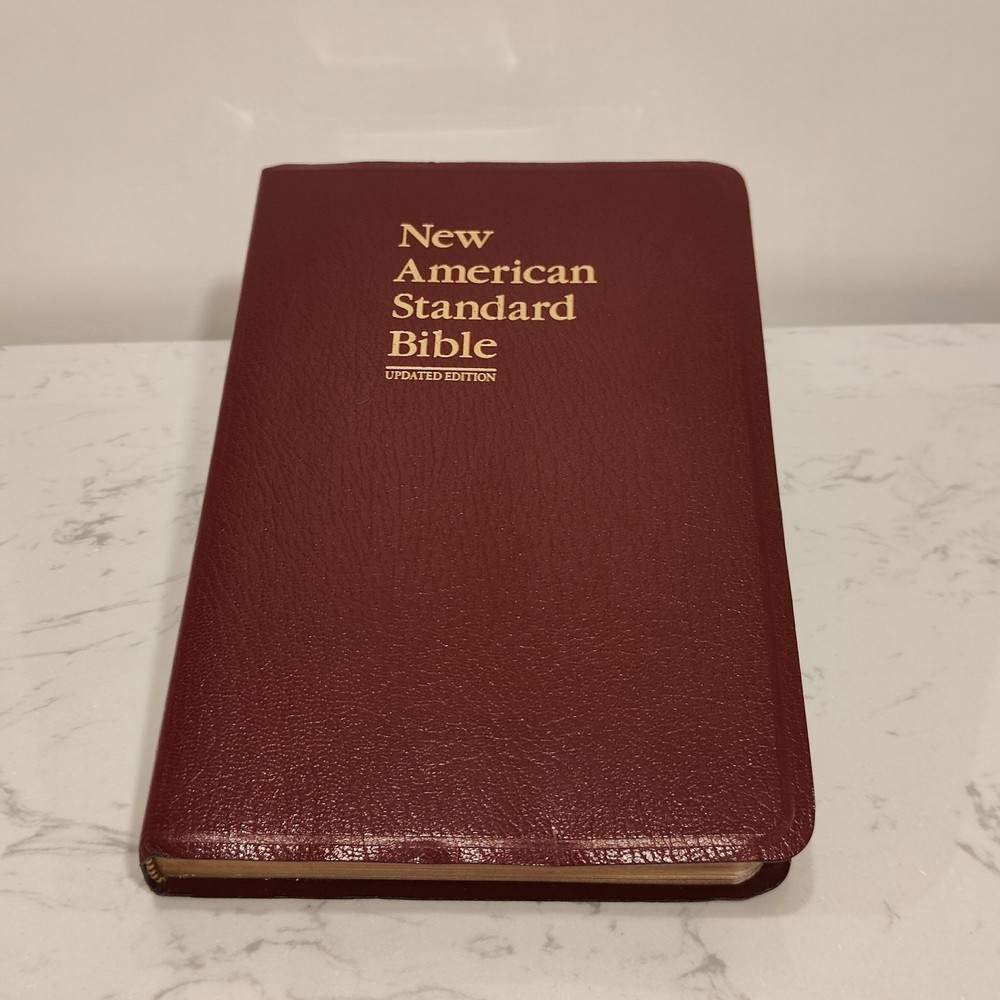 New
American
Standard
Bible
UPDATED EDITION